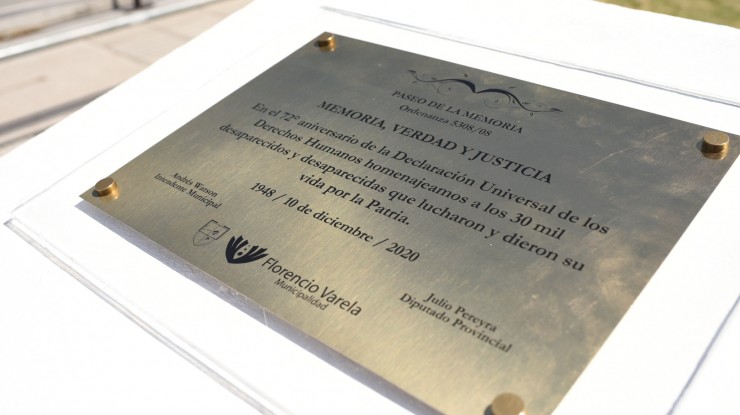 PASEO DE LA MEMORIA
Ordenanza 5308/08
MEMORIA, VERDAD Y JUSTICIA
En el 72º aniversario de la Declaración Universal de los
Derechos Humanos homenajeamos a los 30 mil
desaparecidos y desaparecidas que lucharon y dieron su
vida por la Patria.
1948 / 10 de diciembre / 2020
Andrés Watson
Intendente Municipal
Florencio Varela
Municipalidad
Julio Pereyra
Diputado Provincial